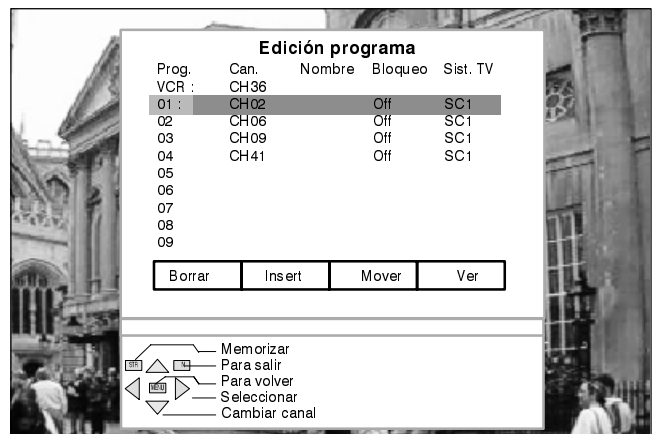 Edición programa
Prog. Can. Nombre Bloqueo Sist. TV
VCR : CH36
01 : CH02 Off SC1
02 CH06 Off SC1
03 CH09 Off SC1
04 CH41 Off SC1
05
06
07
08
09
Borrar Insert Mover Ver
Memorizar
STR N Para salir
MENU Para volver
Seleccionar
Cambiar canal